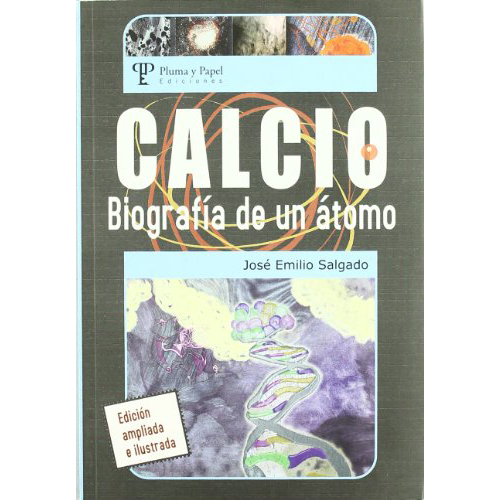 Pluma y Papel
Ediciones
CALCIO
Biografía de un átomo
José Emilio Salgado
Edición
ampliada
e ilustrada